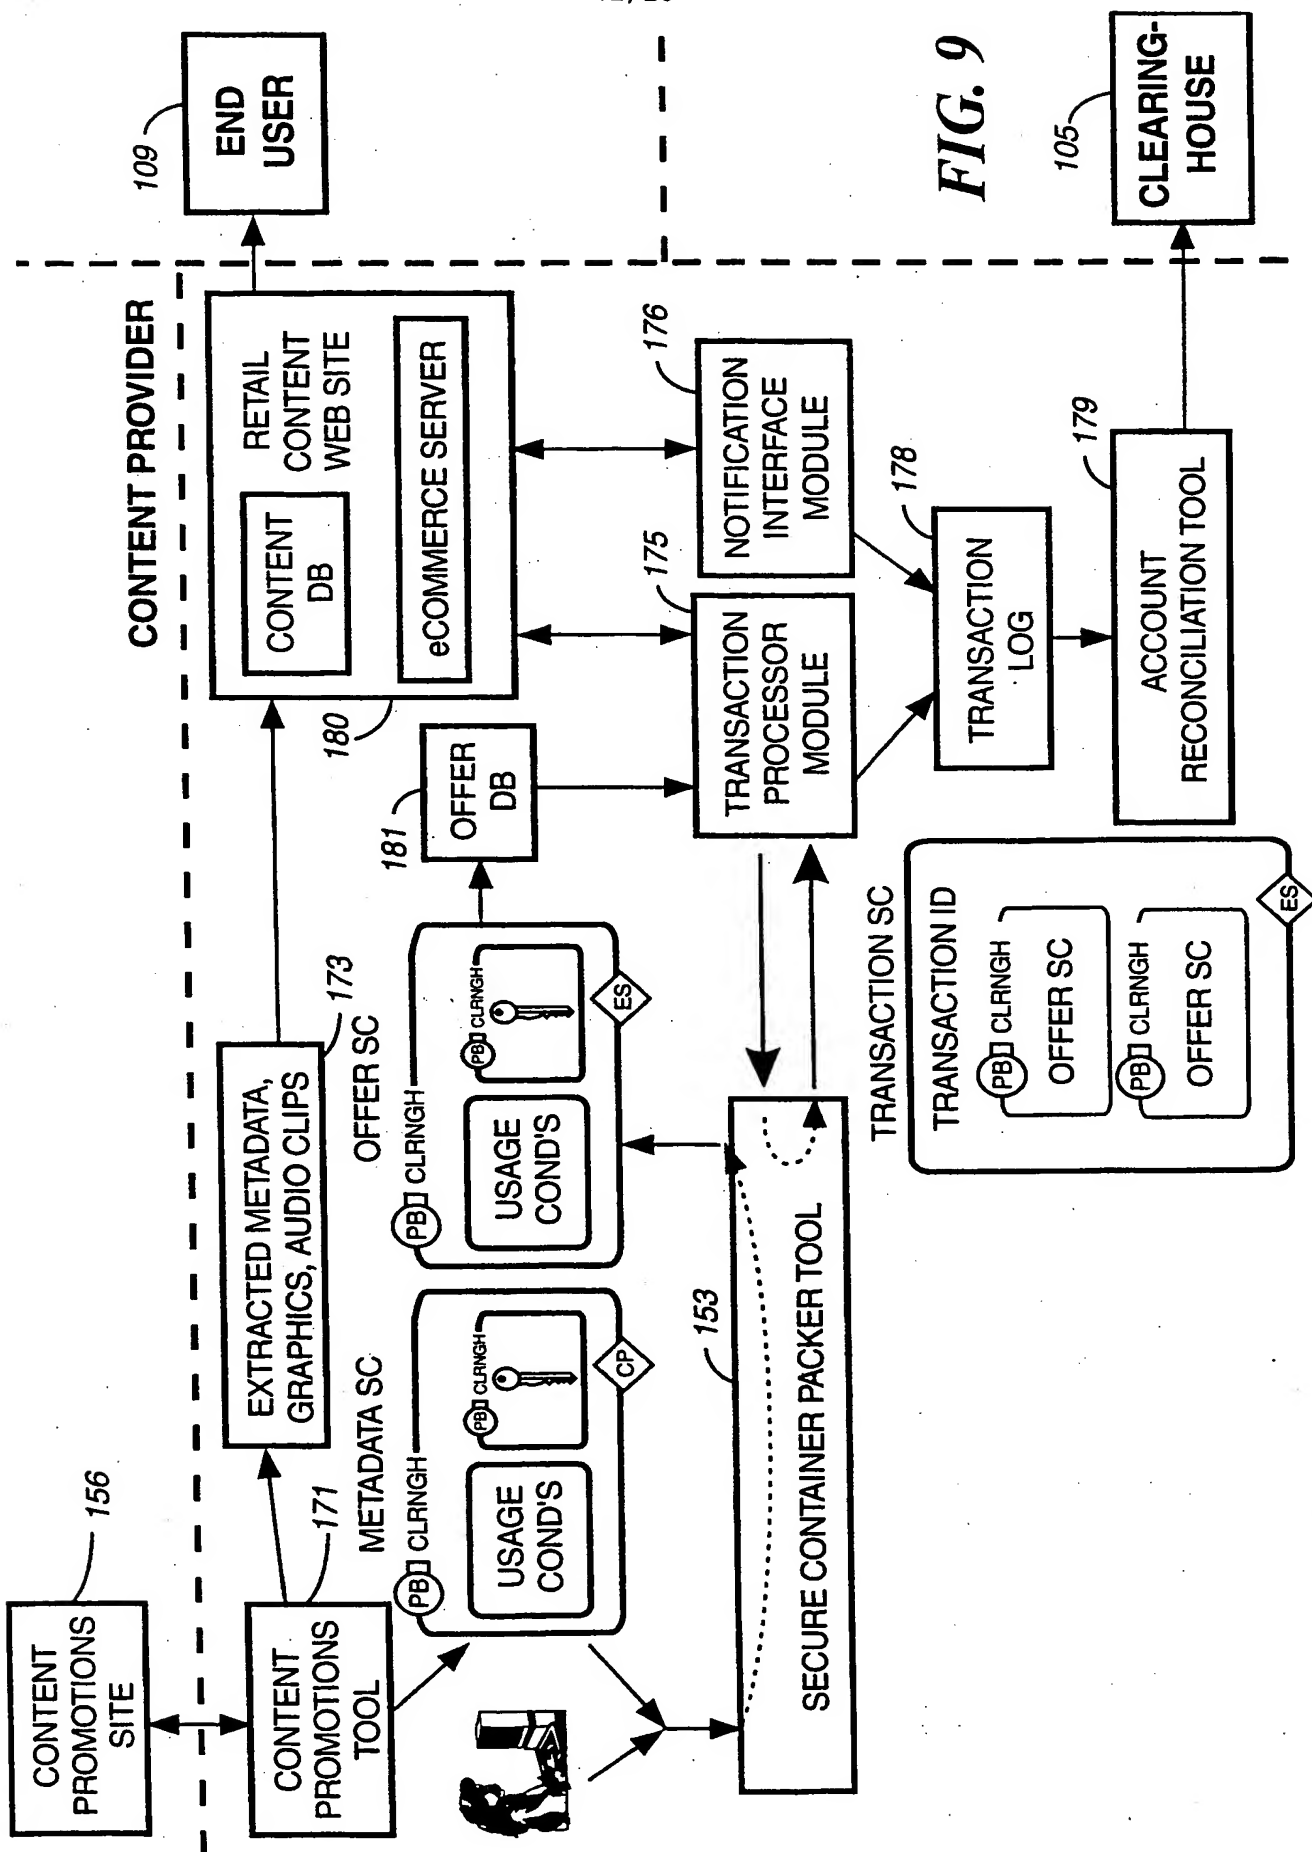 CONTENT
PROMOTIONS
SITE
156
CONTENT PROVIDER
109
END
USER
CONTENT
PROMOTIONS
TOOL
171
EXTRACTED METADATA,
GRAPHICS, AUDIO CLIPS
173
CONTENT
DB
RETAIL
CONTENT
WEB SITE
eCOMMERCE SERVER
180
METADATA SC
PB CLRNGH
USAGE
COND'S
PB CLRNGH
CP
OFFER SC
PB CLRNGH
USAGE
COND'S
PB CLRNGH
ES
181
OFFER
DB
153
SECURE CONTAINER PACKER TOOL
175
TRANSACTION
PROCESSOR
MODULE
176
NOTIFICATION
INTERFACE
MODULE
178
TRANSACTION
LOG
179
ACCOUNT
RECONCILIATION TOOL
TRANSACTION SC
TRANSACTION ID
PB CLRNGH
OFFER SC
PB CLRNGH
OFFER SC
ES
105
CLEARING-
HOUSE
FIG. 9